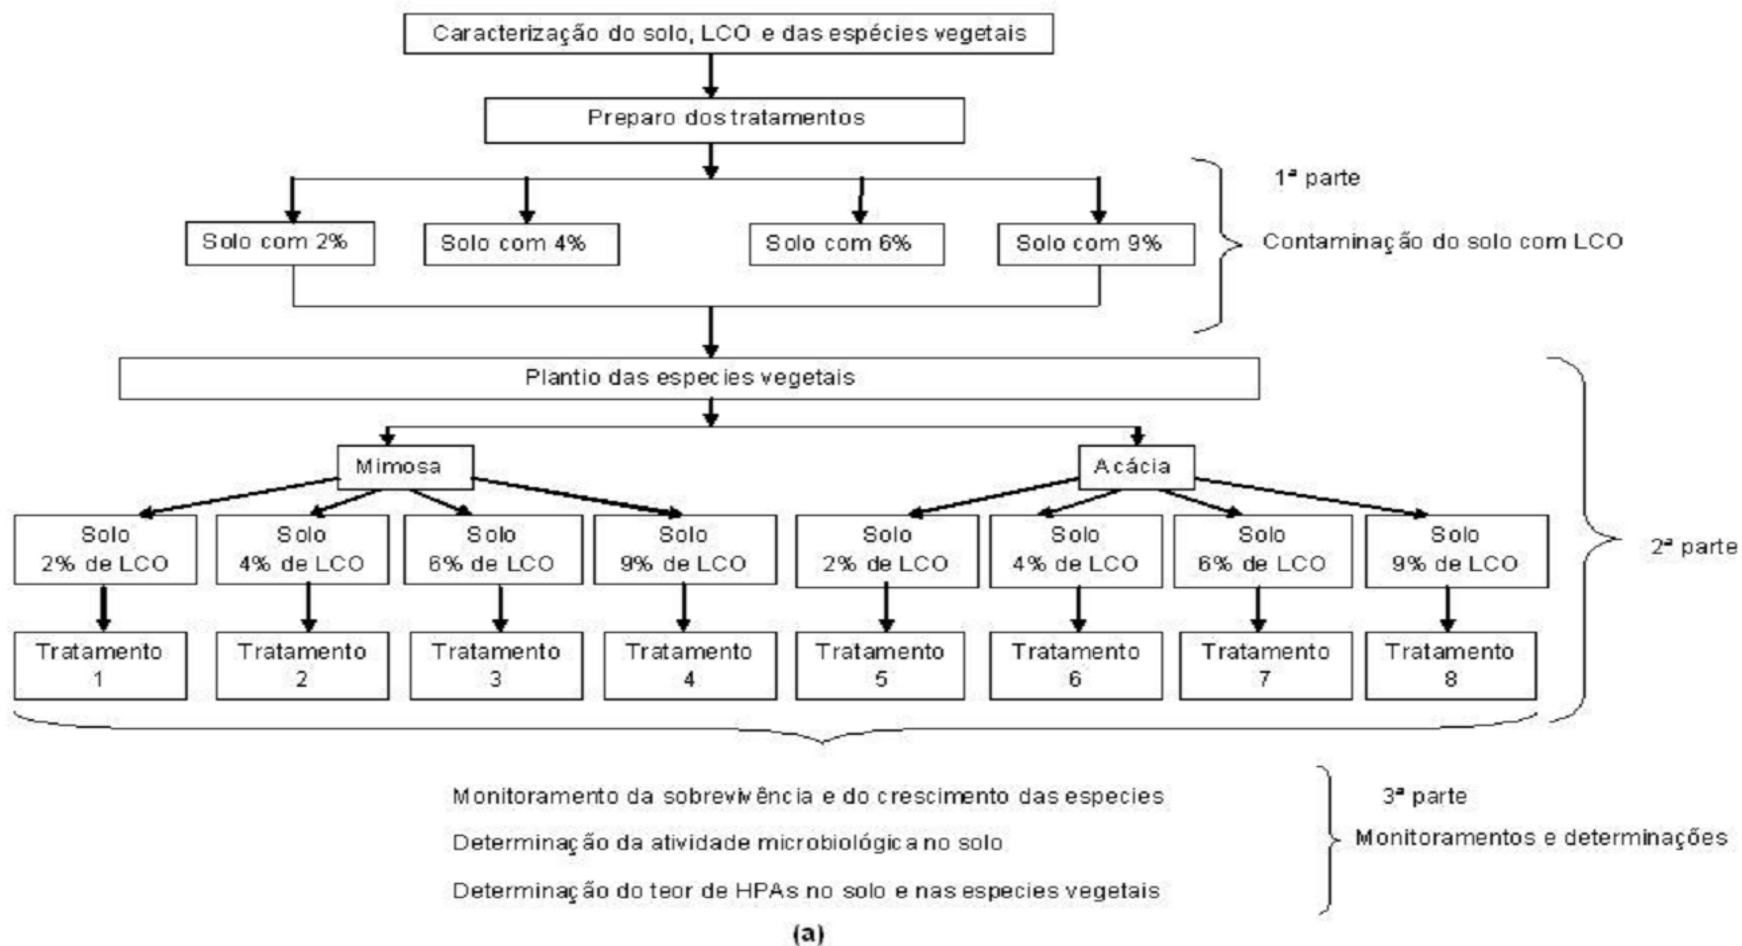 Caracterização do solo, LCO e das espécies vegetais
Preparo dos tratamentos
1ª parte
Solo com 2%
Solo com 4%
Solo com 6%
Solo com 9%
Contaminação do solo com LCO
Plantio das especies vegetais
Mimosa
Acácia
Solo
2% de LCO
Solo
4% de LCO
Solo
6% de LCO
Solo
9% de LCO
Solo
2% de LCO
Solo
4% de LCO
Solo
6% de LCO
Solo
9% de LCO
2ª parte
Tratamento
1
Tratamento
2
Tratamento
3
Tratamento
4
Tratamento
5
Tratamento
6
Tratamento
7
Tratamento
8
Monitoramento da sobrevivência e do crescimento das especies
3ª parte
Determinação da atividade microbiológica no solo
Monitoramentos e determinações
Determinação do teor de HPAs no solo e nas especies vegetais
(a)